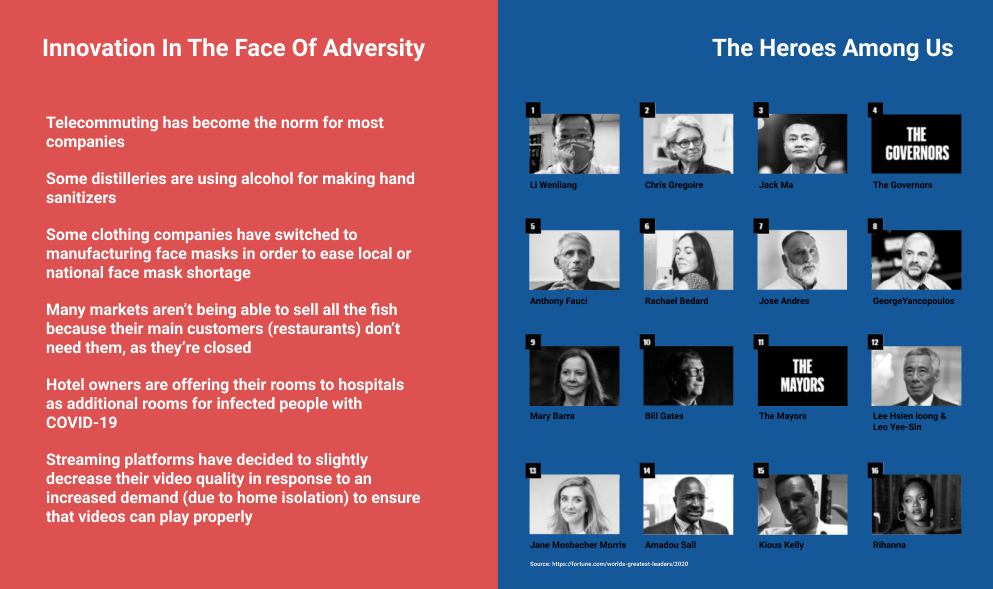 Innovation In The Face Of Adversity
Telecommuting has become the norm for most
companies
Some distilleries are using alcohol for making hand
sanitizers
Some clothing companies have switched to
manufacturing face masks in order to ease local or
national face mask shortage
Many markets aren't being able to sell all the fish
because their main customers (restaurants) don't
need them, as they're closed
Hotel owners are offering their rooms to hospitals
as additional rooms for infected people with
COVID-19
Streaming platforms have decided to slightly
decrease their video quality in response to an
increased demand (due to home isolation) to ensure
that videos can play properly
The Heroes Among Us
1
2
3
4
THE
GOVERNORS
Li Wenliang
Chris Gregoire
Jack Ma
The Governors
5
6
7
8
Anthony Fauci
Rachael Bedard
Jose Andres
GeorgeYancopoulos
9
10
11
12
THE
MAYORS
Mary Barra
Bill Gates
The Mayors
Lee Hsien loong &
Leo Yee-Sin
13
14
15
16
Jane Mosbacher Morris
Amadou Sall
Kious Kelly
Rihanna
Source: https://fortune.com/worlds-greatest-leaders/2020